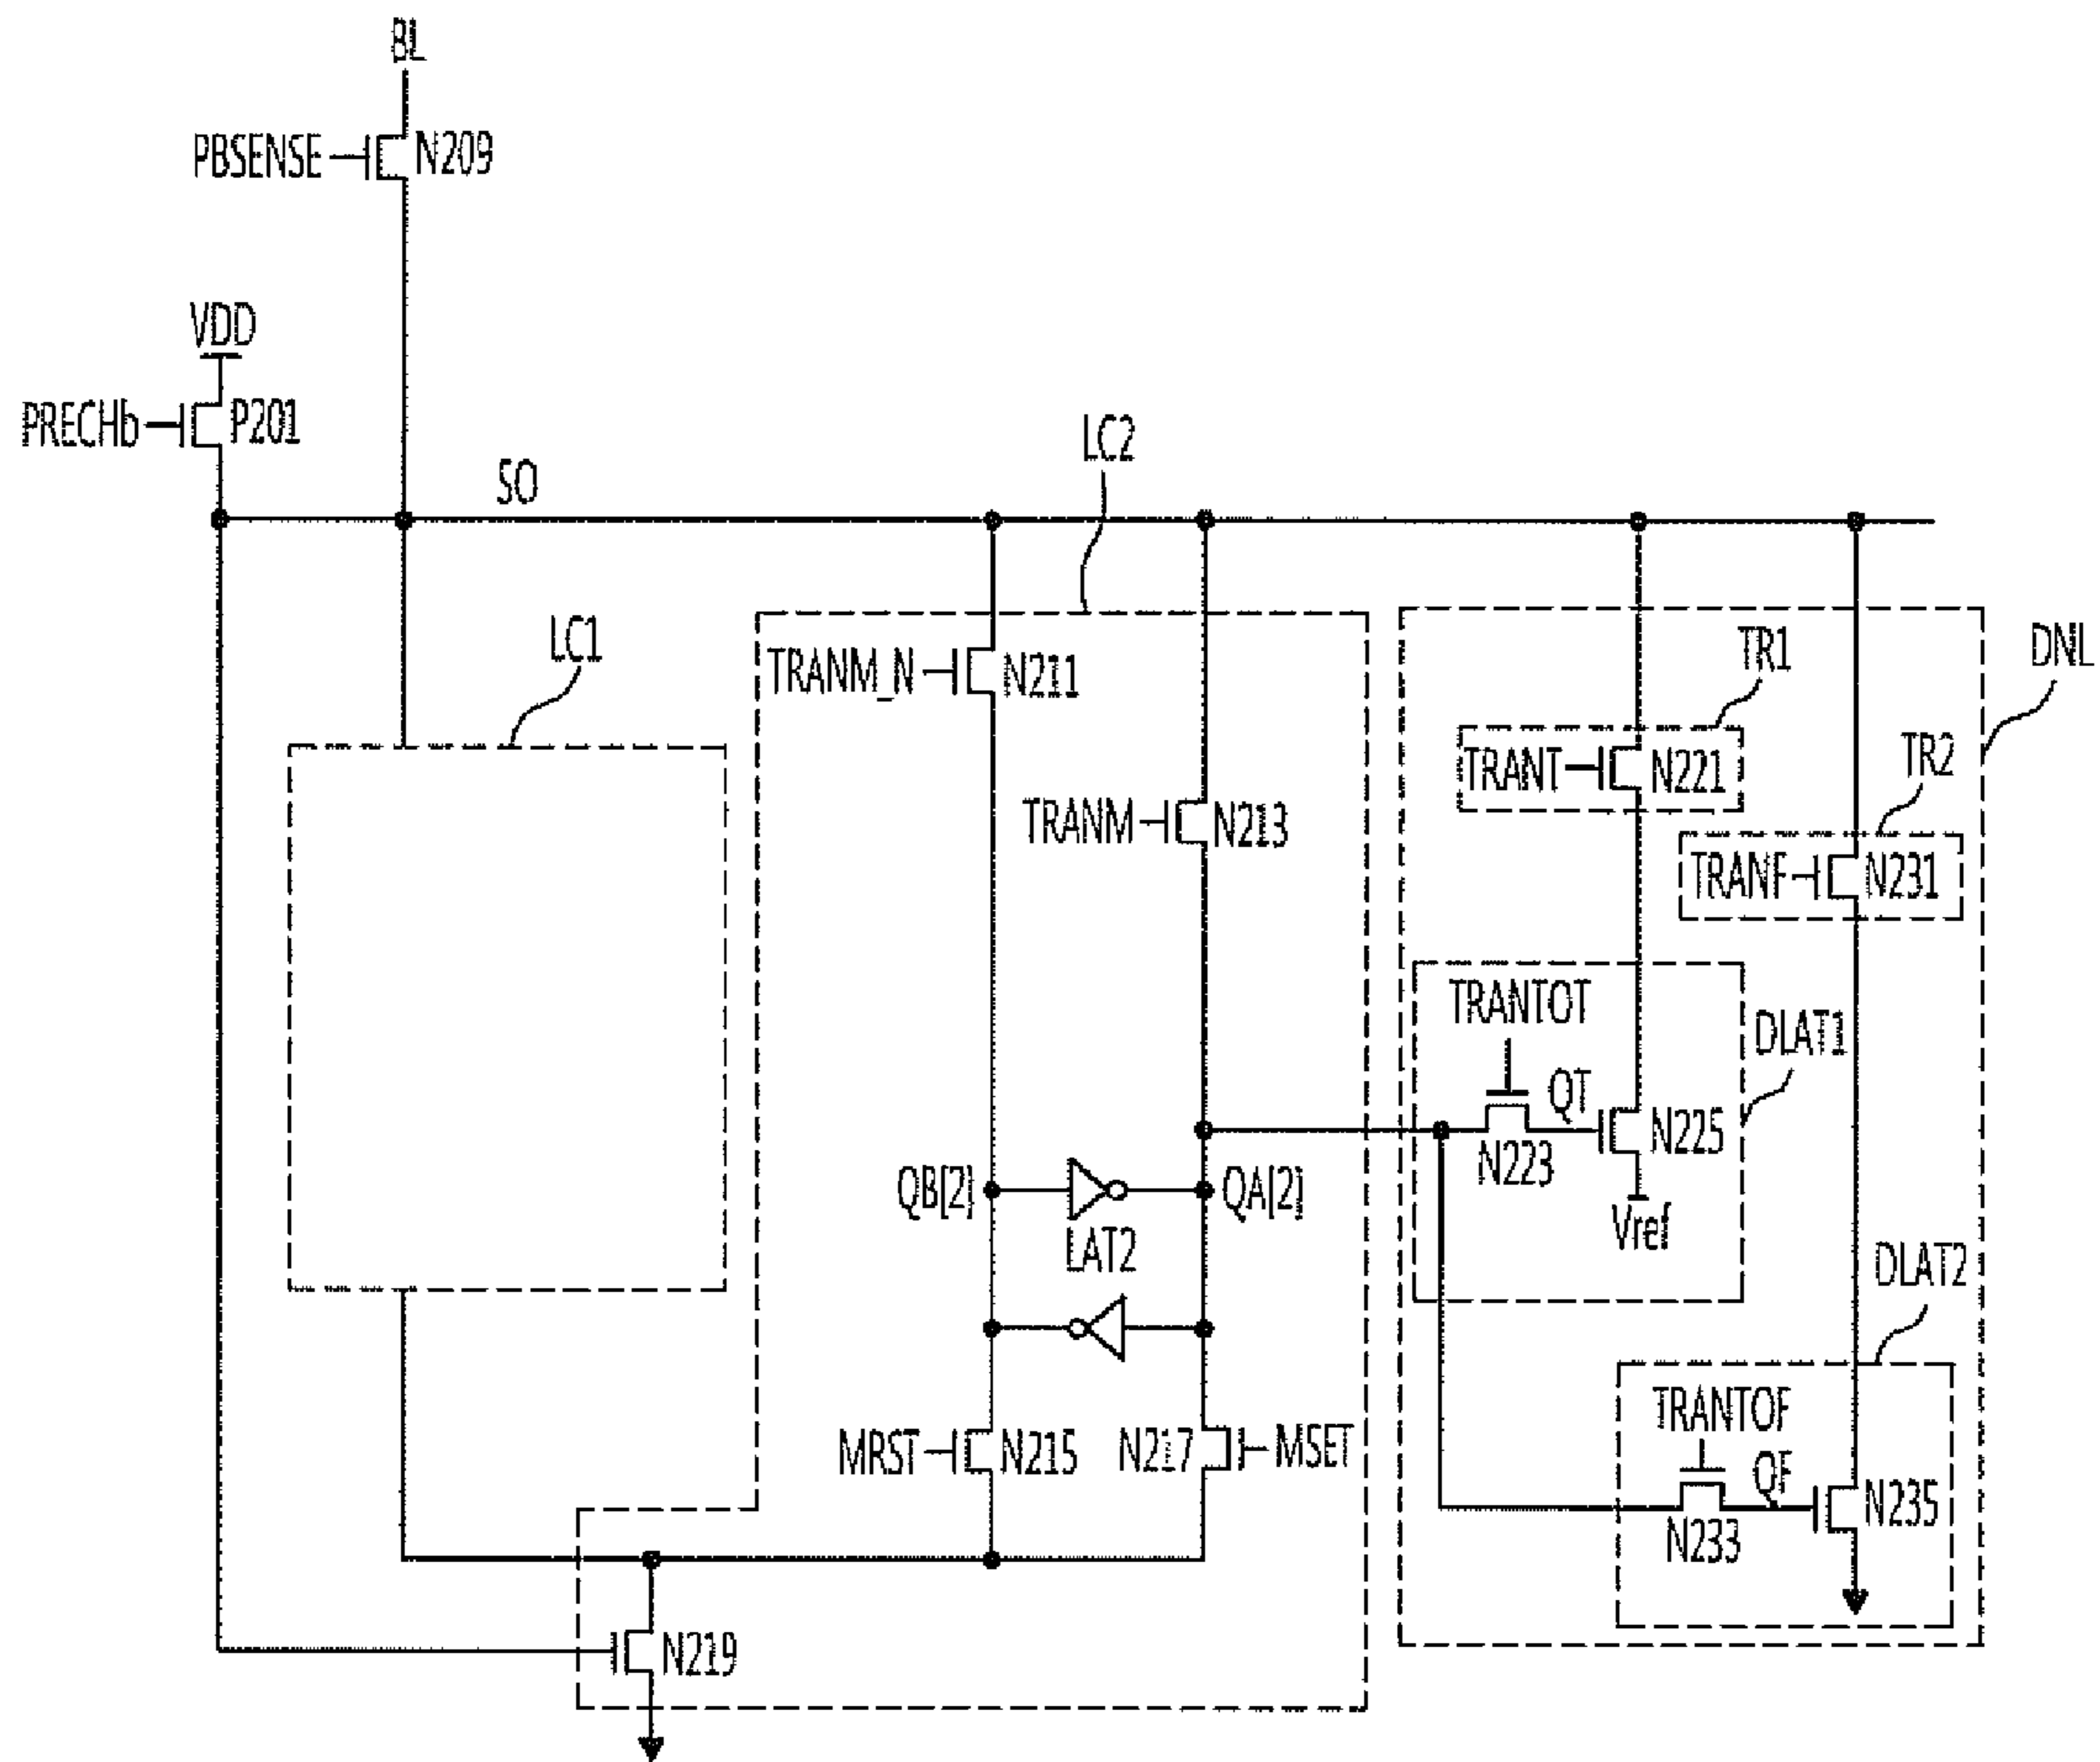 BL
PBSENSE
N209
VDD
PRECHb
P201
SO
LC2
LC1
TRANM_N
N211
TR1
DNL
TRANT
N221
TR2
TRANM
N213
TRANF
N231
TRANTOT
DLAT1
QT
N225
N223
QB[2]
QA[2]
LAT2
Vref
DLAT2
TRANTOF
MRST
N215
N217
MSET
QF
N235
N233
N219